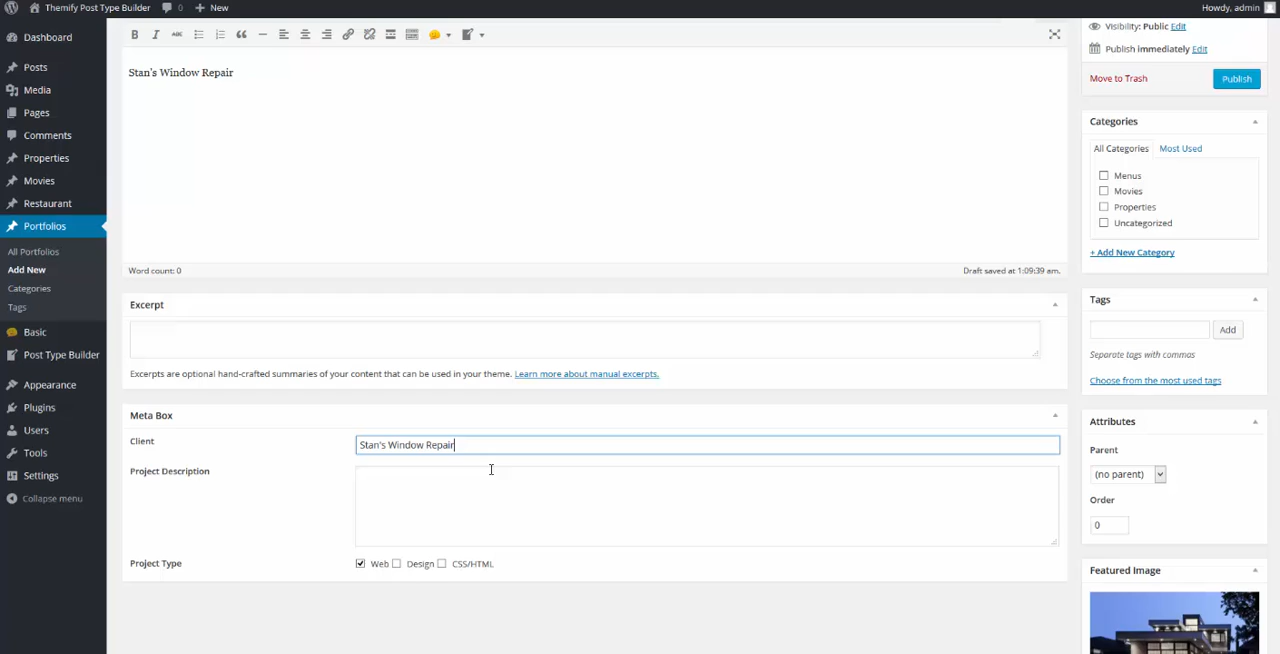 Themify Post Type Builder 0 + New Howdy, admin
Dashboard
Posts
Media
Pages
Comments
Properties
Movies
Restaurant
Portfolios
All Portfolios
Add New
Categories
Tags
Basic
Post Type Builder
Appearance
Plugins
Users
Tools
Settings
Collapse menu
B I ABC
Stan's Window Repair
Word count: 0 Draft saved at 1:09:39 am.
Excerpt
Excerpts are optional hand-crafted summaries of your content that can be used in your theme. Learn more about manual excerpts.
Meta Box
Client Stan's Window Repair
Project Description
Project Type Web Design CSS/HTML
Visibility: Public Edit
Publish immediately Edit
Move to Trash Publish
Categories
All Categories Most Used
Menus
Movies
Properties
Uncategorized
+ Add New Category
Tags
Add
Separate tags with commas
Choose from the most used tags
Attributes
Parent
(no parent)
Order
0
Featured Image